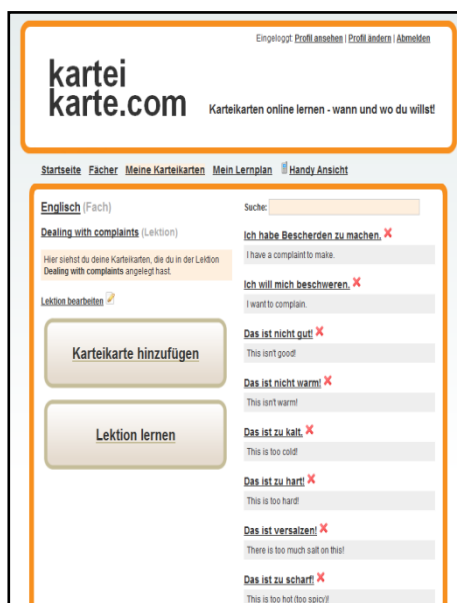 Eingeloggt: Profil ansehen | Profil ändern | Abmelden
kartei
karte.com
Karteikarten online lernen - wann und wo du willst!
Startseite Fächer Meine Karteikarten Mein Lernplan Handy Ansicht
Englisch (Fach)
Dealing with complaints (Lektion)
Hier siehst du deine Karteikarten, die du in der Lektion
Dealing with complaints angelegt hast.
Lektion bearbeiten
Karteikarte hinzufügen
Lektion lernen
Suche:
Ich habe Bescherden zu machen.
I have a complaint to make.
Ich will mich beschweren.
I want to complain.
Das ist nicht gut!
This isn't good!
Das ist nicht warm!
This isn't warm!
Das ist zu kalt.
This is too cold!
Das ist zu hart!
This is too hard!
Das ist versalzen!
There is too much salt on this!
Das ist zu scharf!
This is too hot (too spicy)!